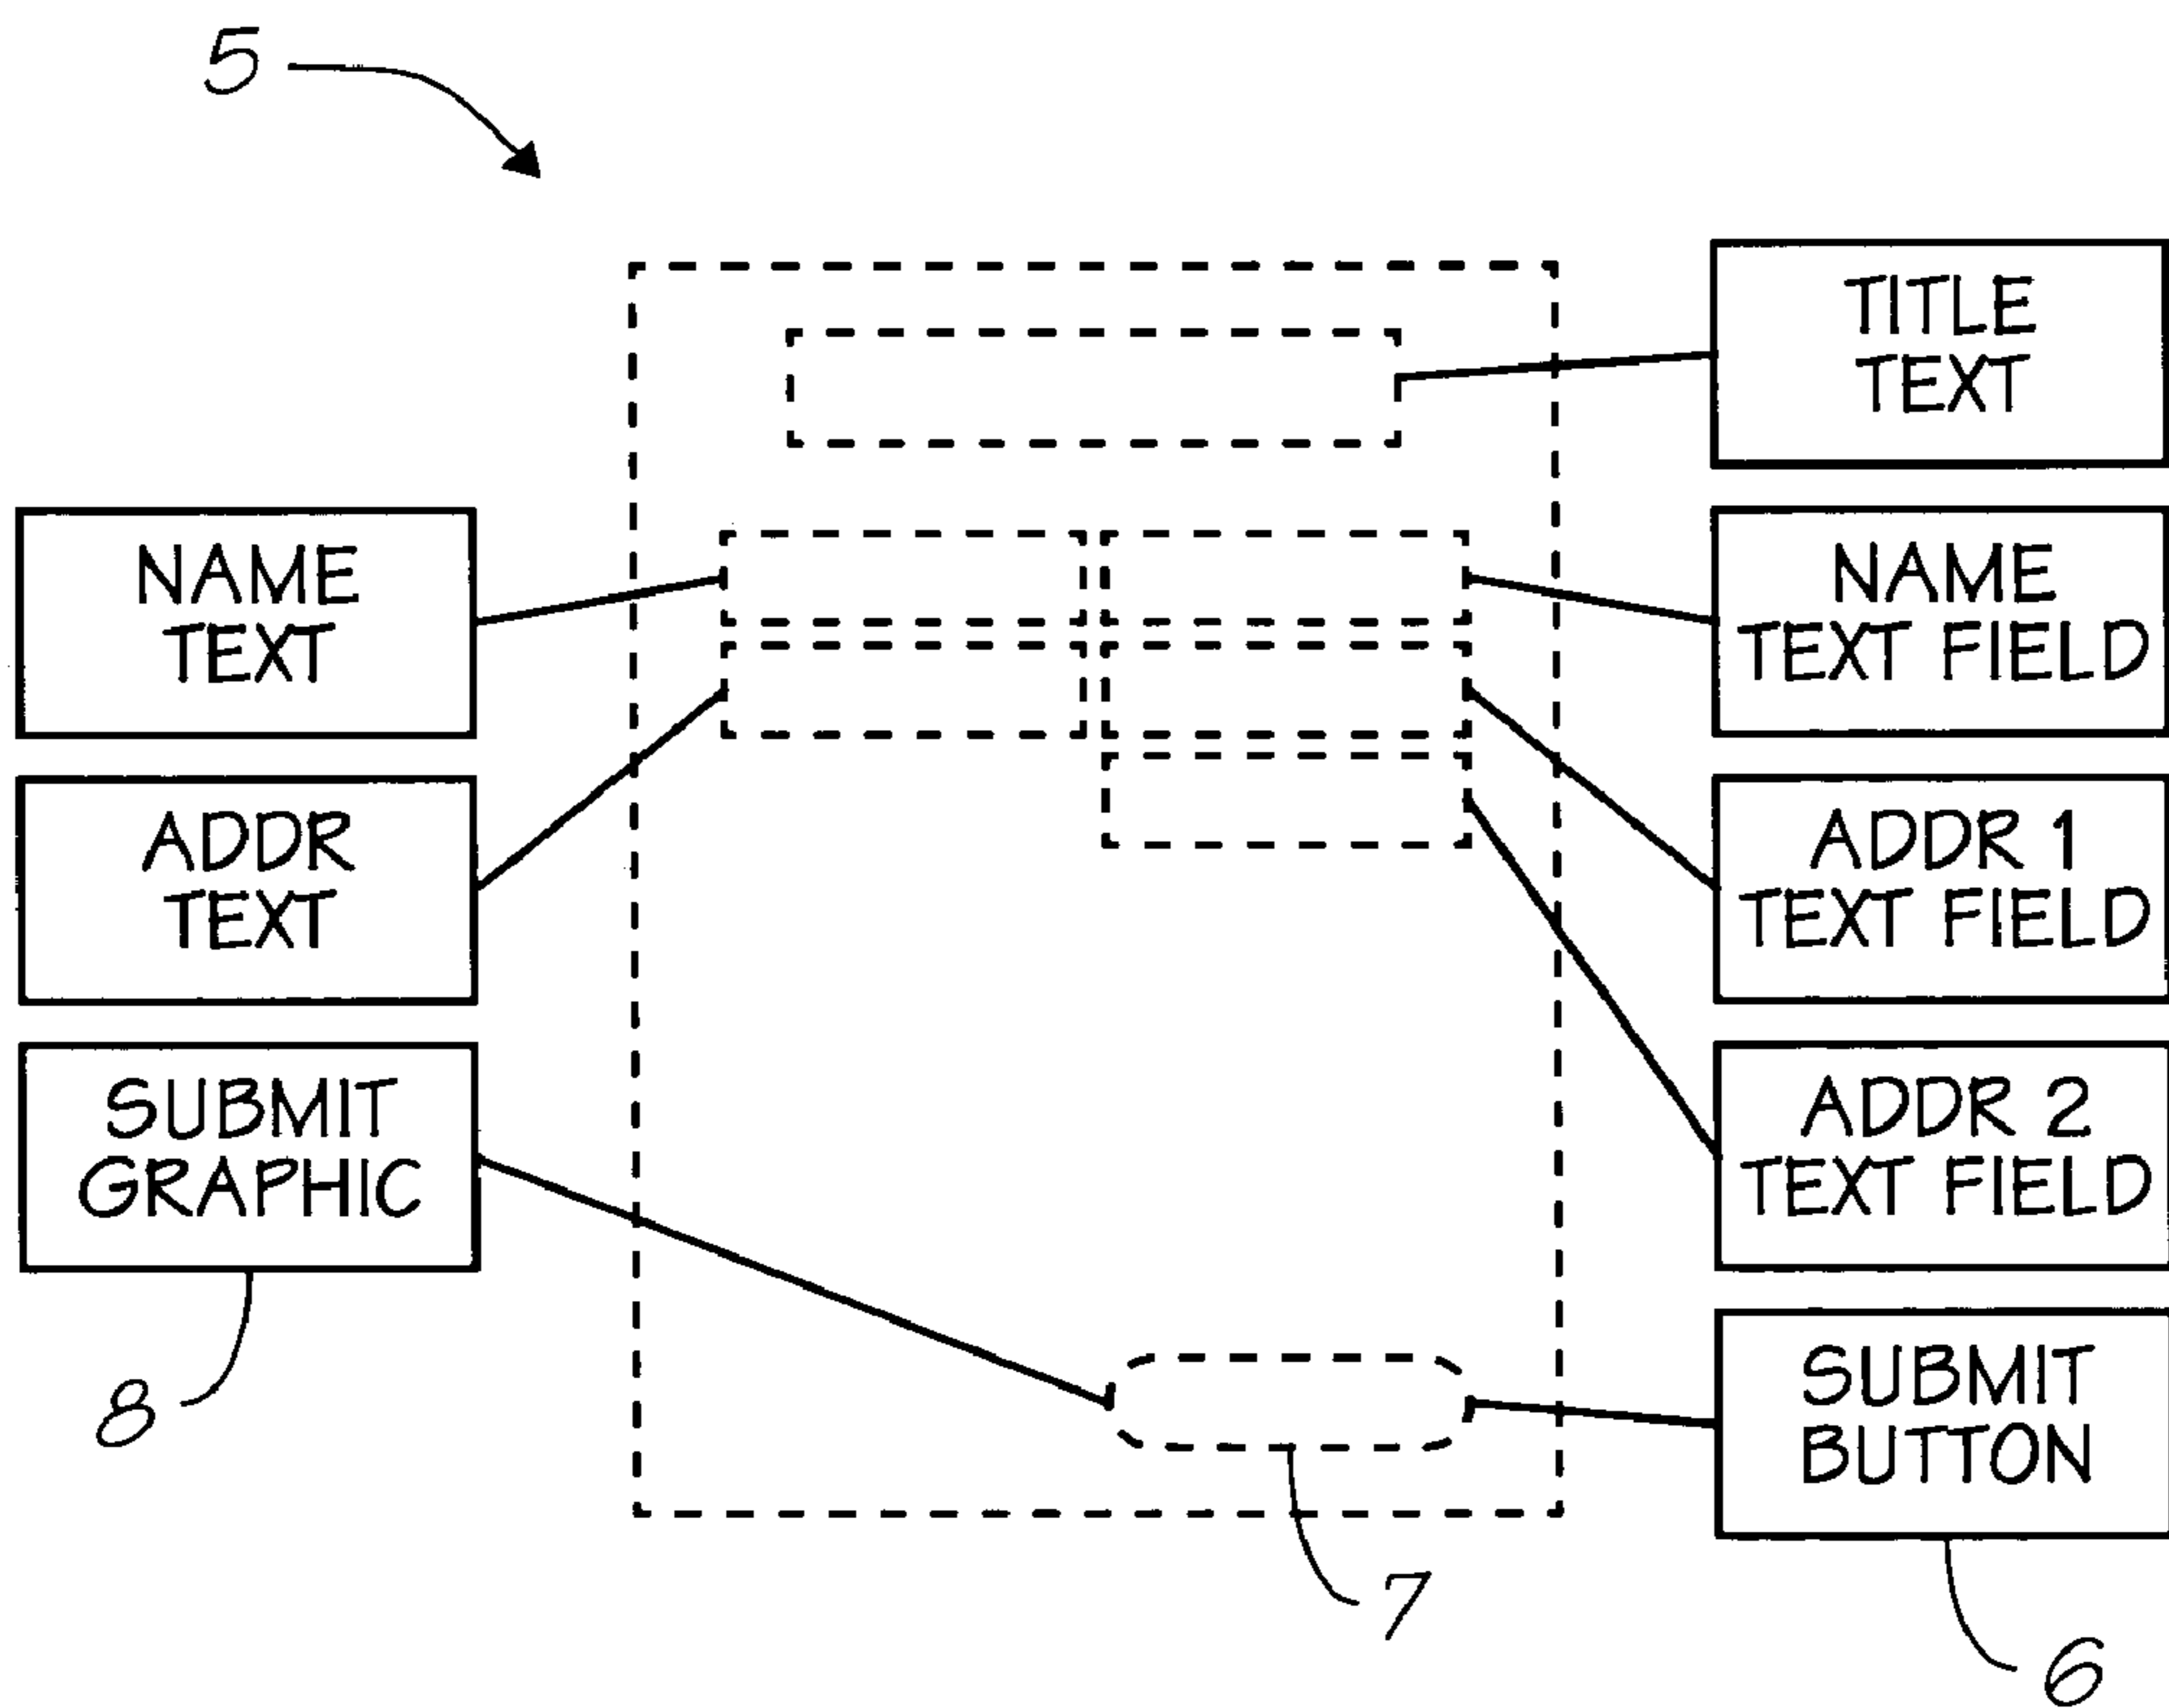 5
TITLE
TEXT
NAME
TEXT
NAME
TEXT FIELD
ADDR
TEXT
ADDR 1
TEXT FIELD
SUBMIT
GRAPHIC
ADDR 2
TEXT FIELD
SUBMIT
BUTTON
8
7
6